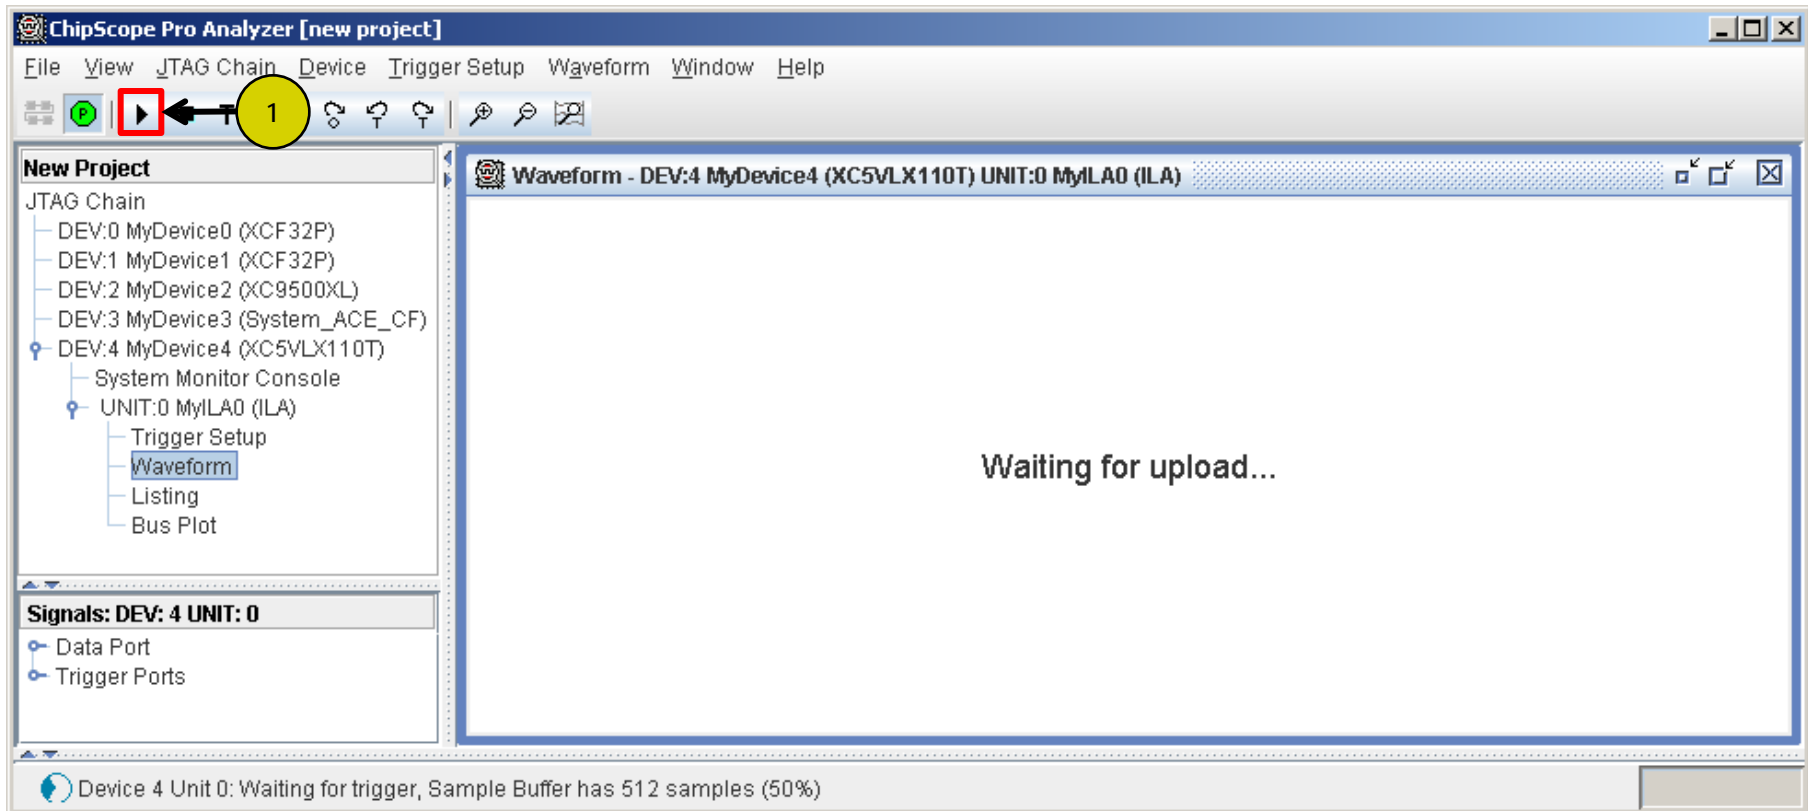 ChipScope Pro Analyzer [new project]
File View JTAG Chain Device Trigger Setup Waveform Window Help
P
T
1
New Project
JTAG Chain
DEV:0 MyDevice0 (XCF32P)
DEV:1 MyDevice1 (XCF32P)
DEV:2 MyDevice2 (XC9500XL)
DEV:3 MyDevice3 (System_ACE_CF)
DEV:4 MyDevice4 (XC5VLX110T)
System Monitor Console
UNIT:0 MyILA0 (ILA)
Trigger Setup
Waveform
Listing
Bus Plot
Signals: DEV: 4 UNIT: 0
Data Port
Trigger Ports
Waveform - DEV:4 MyDevice4 (XC5VLX110T) UNIT:0 MyILA0 (ILA)
Waiting for upload...
Device 4 Unit 0: Waiting for trigger, Sample Buffer has 512 samples (50%)